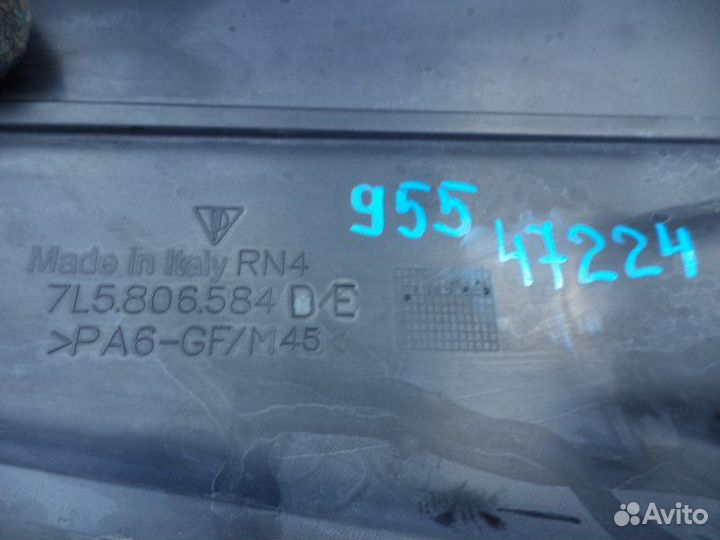 955
47224
Made in Italy RN4
7L5.806.584 D/E
>PA6-GF/M45<
Avito